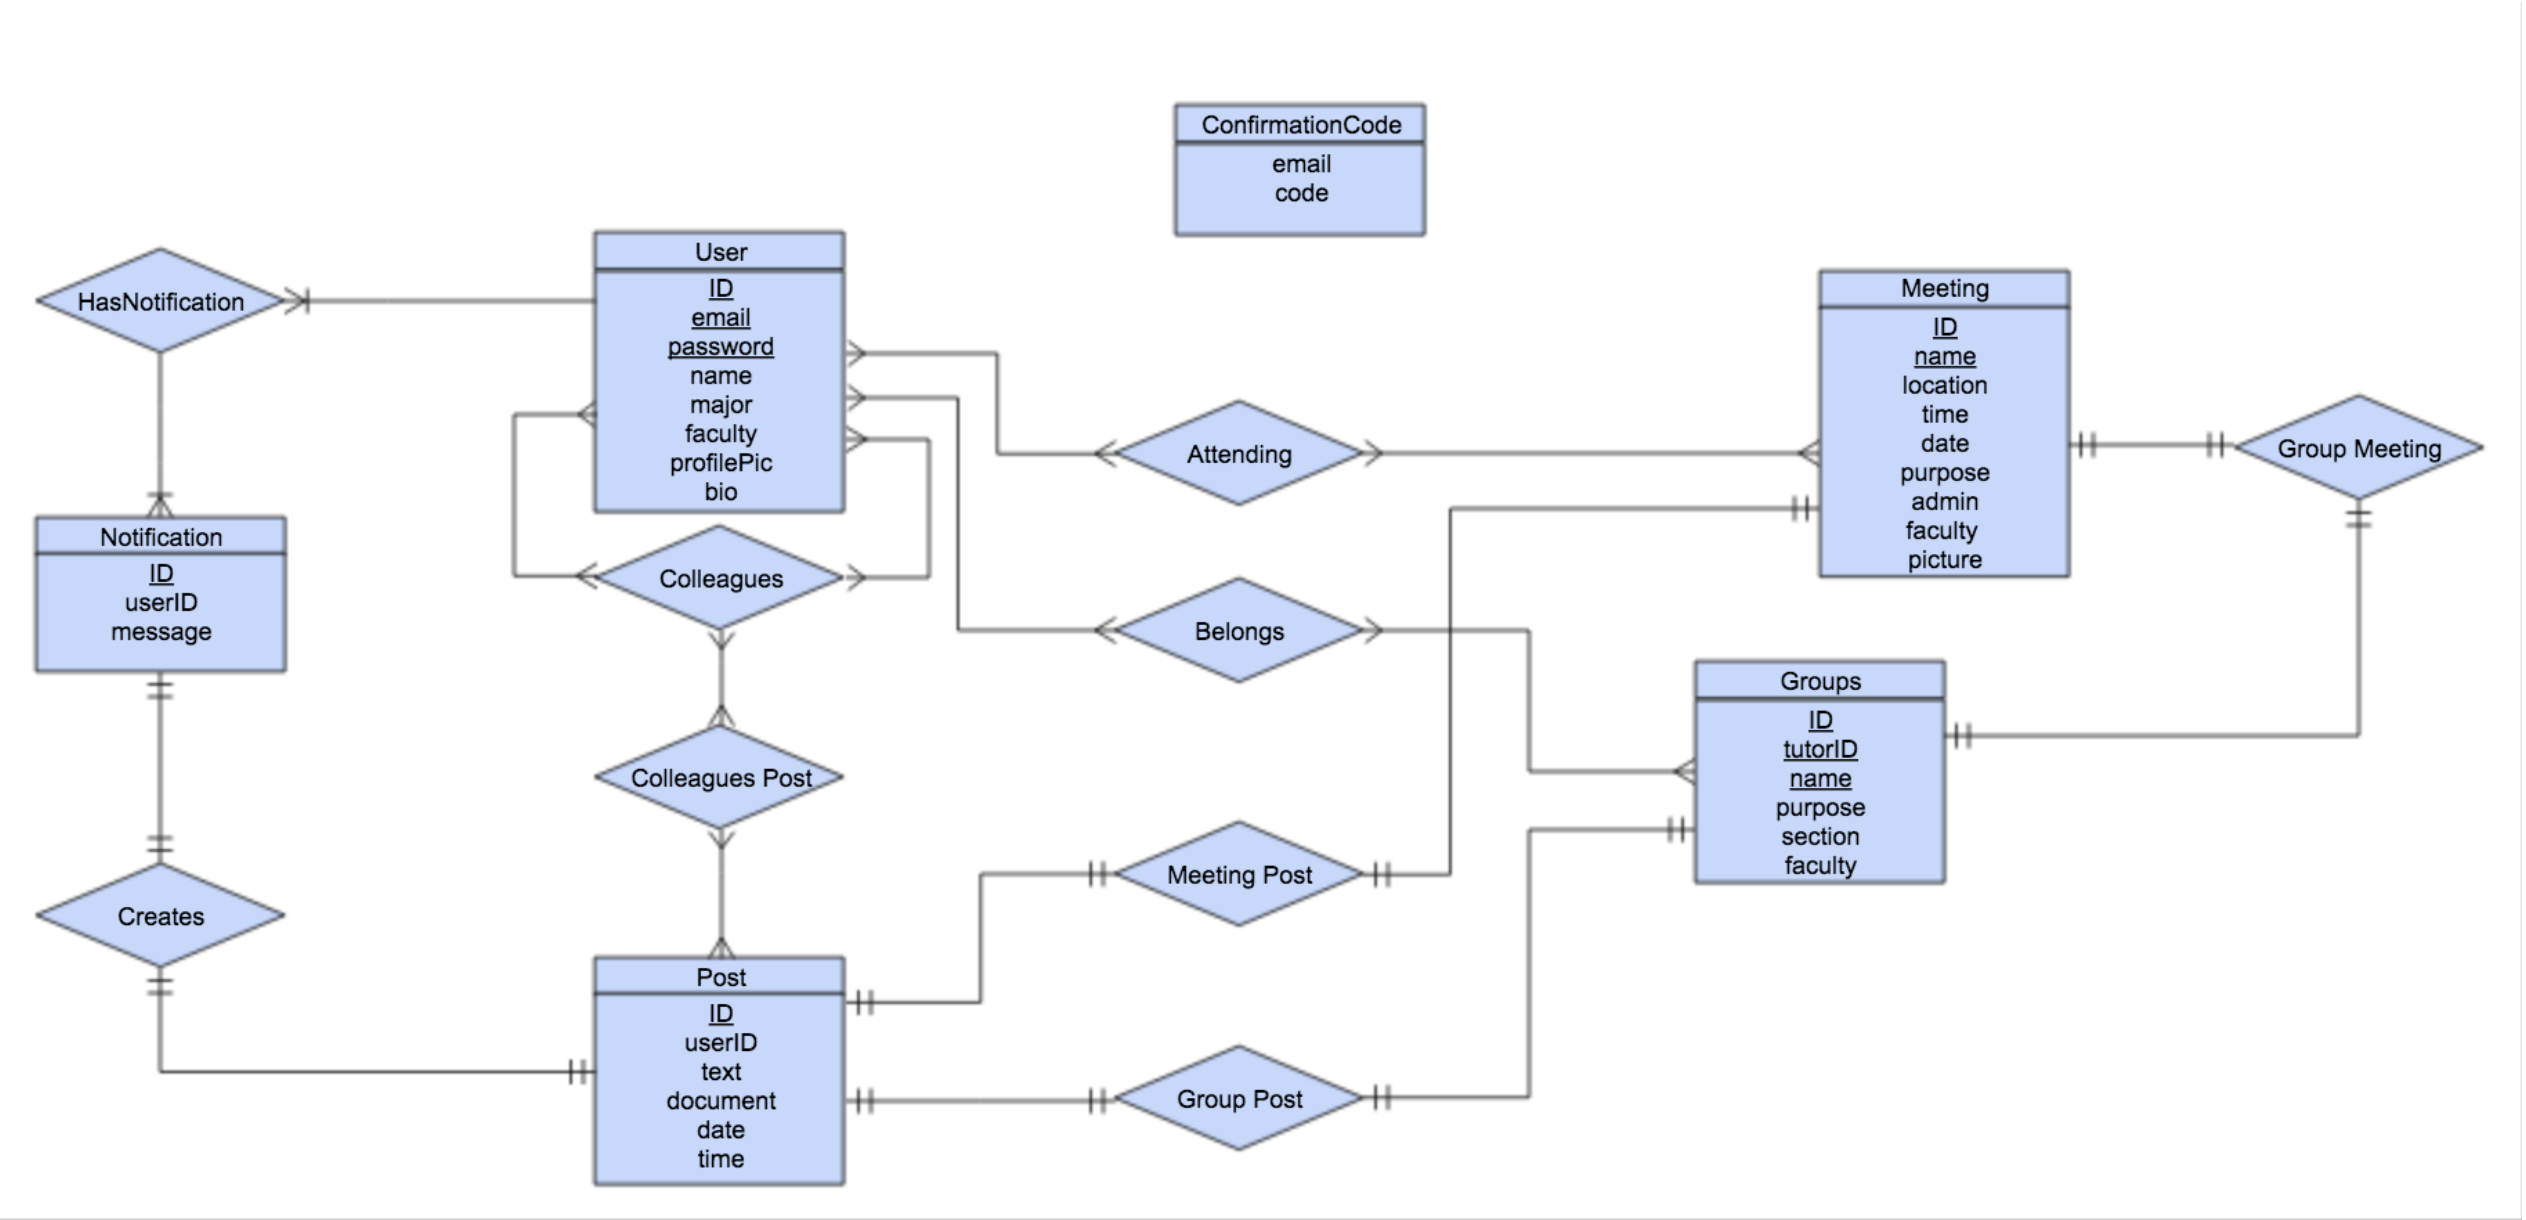 ConfirmationCode
email
code
User
ID
email
password
name
major
faculty
profilePic
bio
HasNotification
Meeting
ID
name
location
time
date
purpose
admin
faculty
picture
Attending
Group Meeting
Notification
ID
userID
message
Colleagues
Belongs
Groups
ID
tutorID
name
purpose
section
faculty
Colleagues Post
Meeting Post
Creates
Post
ID
userID
text
document
date
time
Group Post